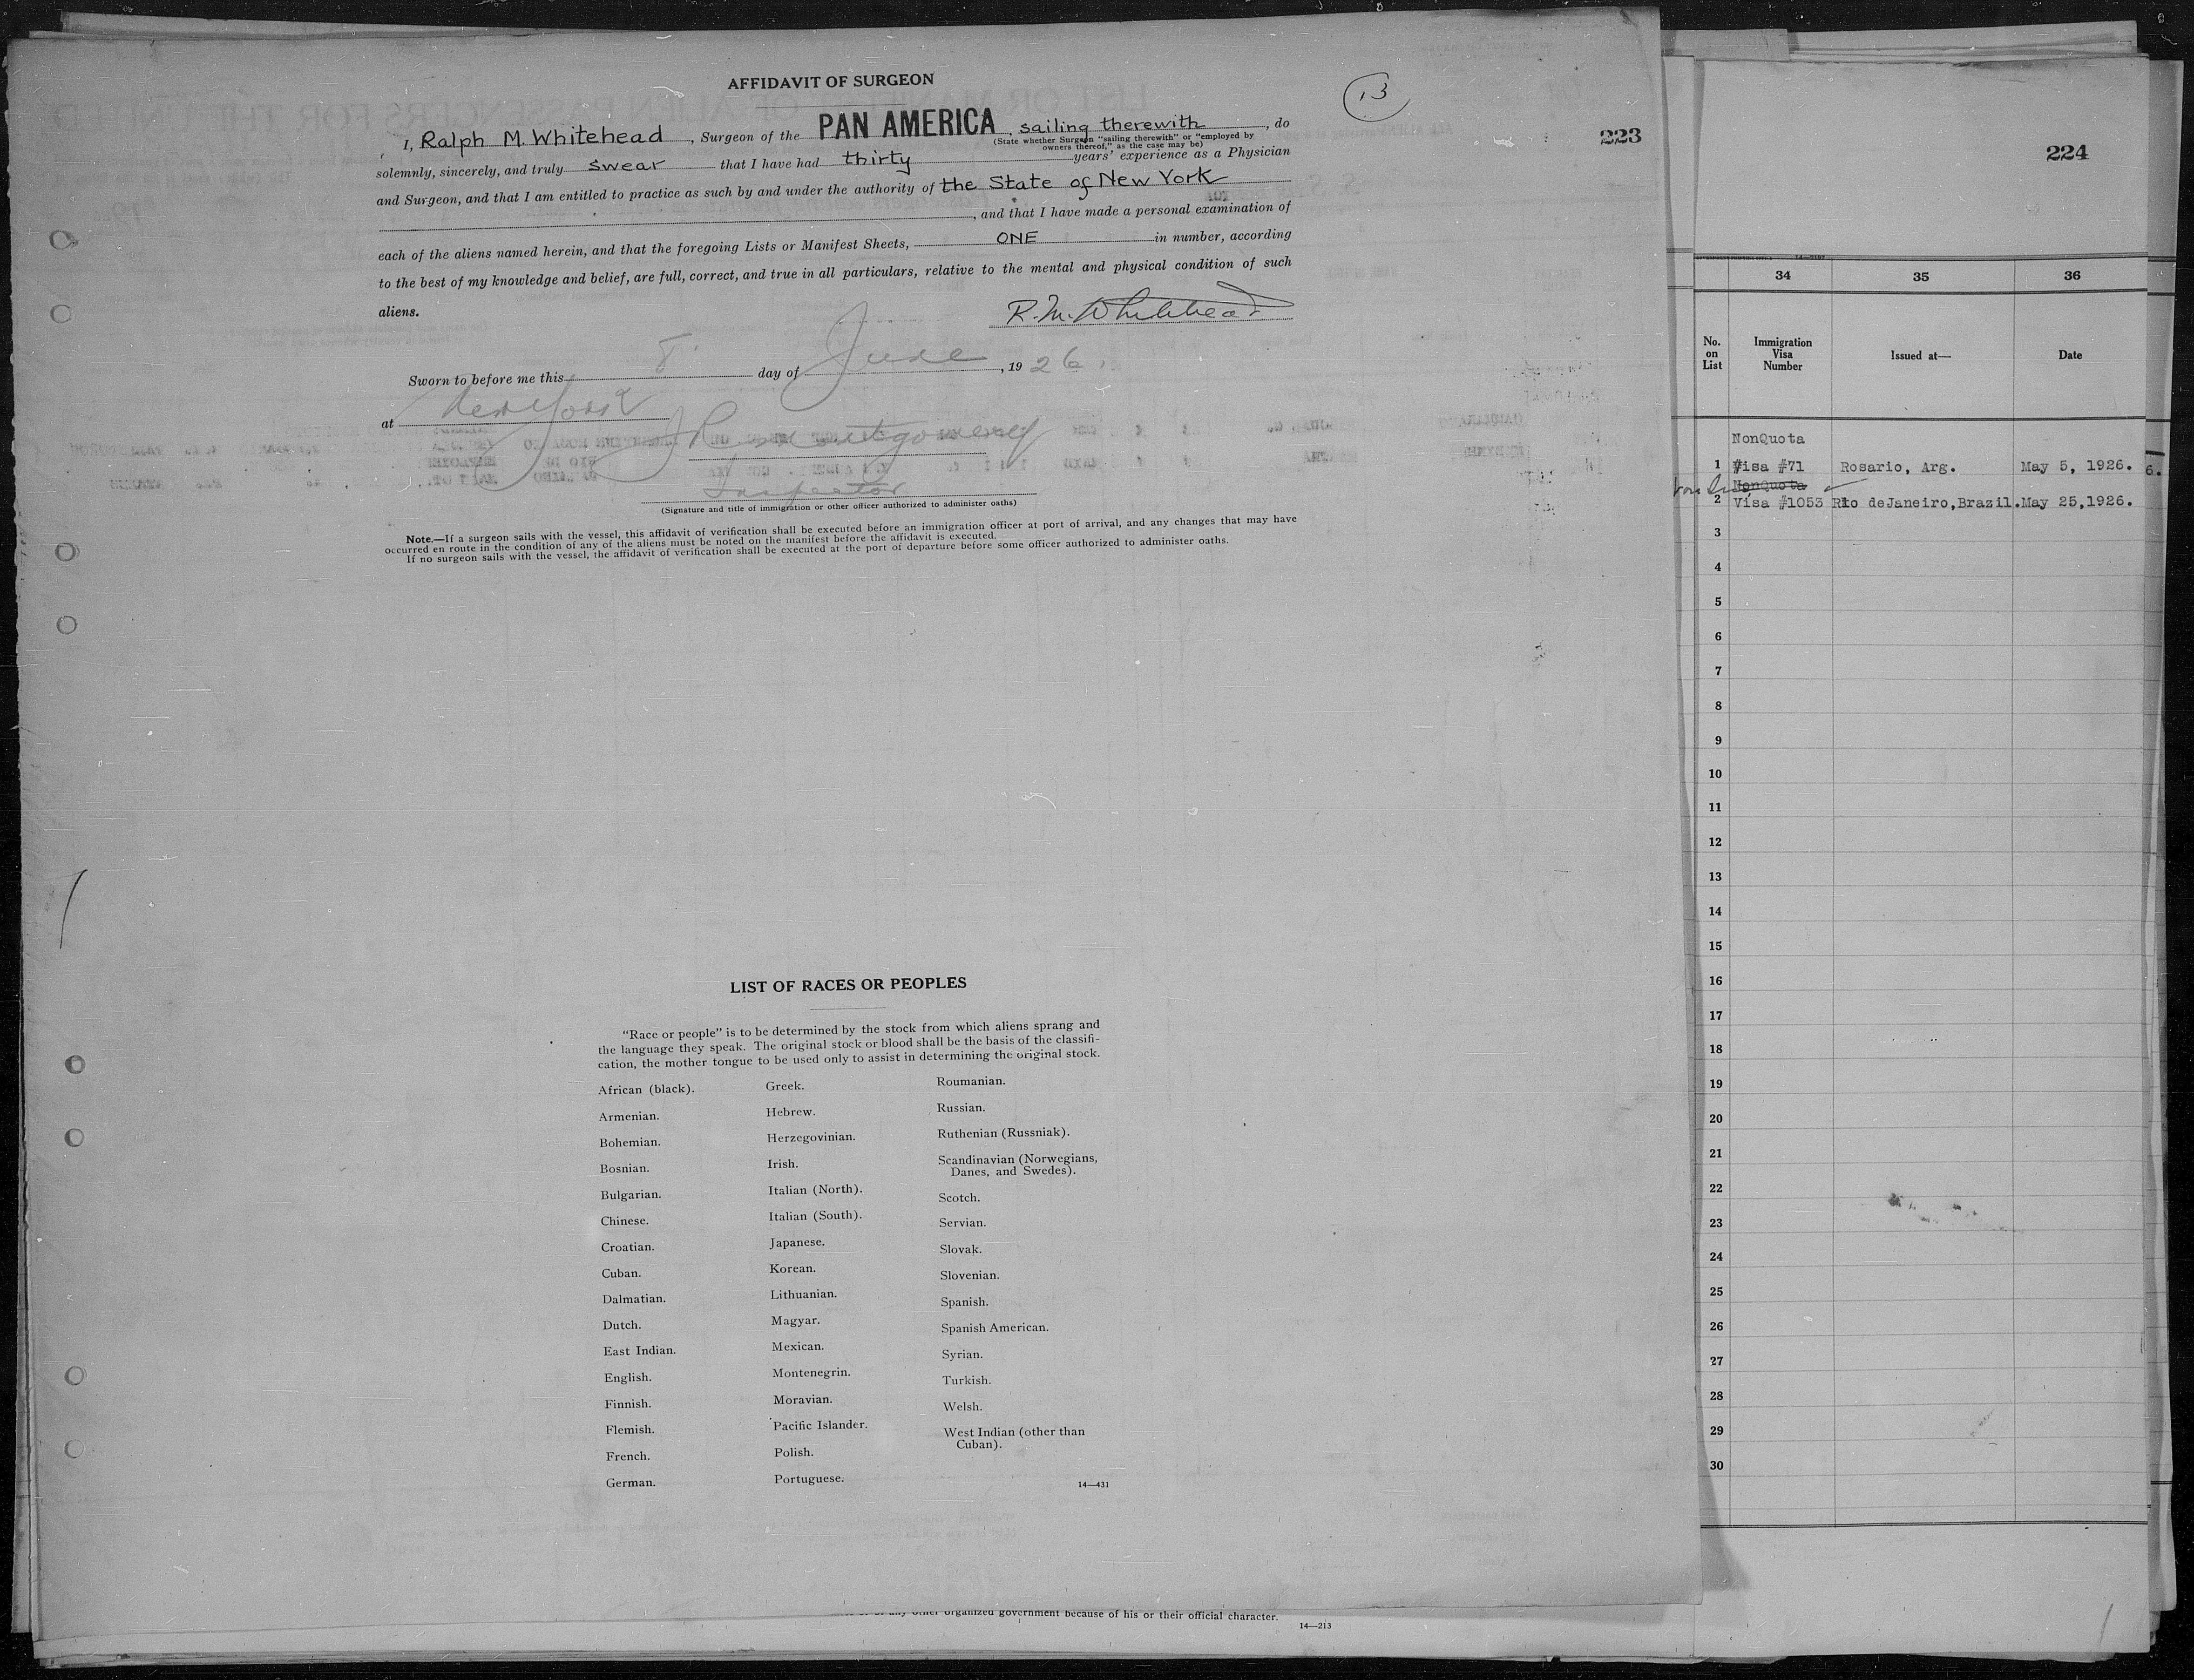 AFFIDAVIT OF SURGEON
13
223
I, Ralph M. Whitehead, Surgeon of the PAN AMERICA, sailing therewith, do
(State whether Surgeon "sailing therewith" or "employed by
owners thereof," as the case may be)
solemnly, sincerely, and truly swear that I have had thirty years' experience as a Physician
and Surgeon, and that I am entitled to practice as such by and under the authority of the State of New York
, and that I have made a personal examination of
each of the aliens named herein, and that the foregoing Lists or Manifest Sheets, ONE in number, according
to the best of my knowledge and belief, are full, correct, and true in all particulars, relative to the mental and physical condition of such
aliens.
R. M. Whitehead
Sworn to before me this 8 day of June, 1926.
at New York
Montgomery
Inspector
(Signature and title of immigration or other officer authorized to administer oaths)
Note.—If a surgeon sails with the vessel, this affidavit of verification shall be executed before an immigration officer at port of arrival, and any changes that may have
occurred en route in the condition of any of the aliens must be noted on the manifest before the affidavit is executed.
If no surgeon sails with the vessel, the affidavit of verification shall be executed at the port of departure before some officer authorized to administer oaths.
LIST OF RACES OR PEOPLES
"Race or people" is to be determined by the stock from which aliens sprang and
the language they speak. The original stock or blood shall be the basis of the classifi-
cation, the mother tongue to be used only to assist in determining the original stock.
African (black).
Armenian.
Bohemian.
Bosnian.
Bulgarian.
Chinese.
Croatian.
Cuban.
Dalmatian.
Dutch.
East Indian.
English.
Finnish.
Flemish.
French.
German.
Greek.
Hebrew.
Herzegovinian.
Irish.
Italian (North).
Italian (South).
Japanese.
Korean.
Lithuanian.
Magyar.
Mexican.
Montenegrin.
Moravian.
Pacific Islander.
Polish.
Portuguese.
Roumanian.
Russian.
Ruthenian (Russniak).
Scandinavian (Norwegians,
Danes, and Swedes).
Scotch.
Servian.
Slovak.
Slovenian.
Spanish.
Spanish American.
Syrian.
Turkish.
Welsh.
West Indian (other than
Cuban).
14—431
any other organized government because of his or their official character.
14—213
224
34 35 36
No.
on
List
Immigration
Visa
Number
Issued at—
Date
NonQuota
1 Visa #71 Rosario, Arg. May 5, 1926. 6.
NonQuota
2 Visa #1053 Rio deJaneiro,Brazil.May 25,1926.
3
4
5
6
7
8
9
10
11
12
13
14
15
16
17
18
19
20
21
22
23
24
25
26
27
28
29
30